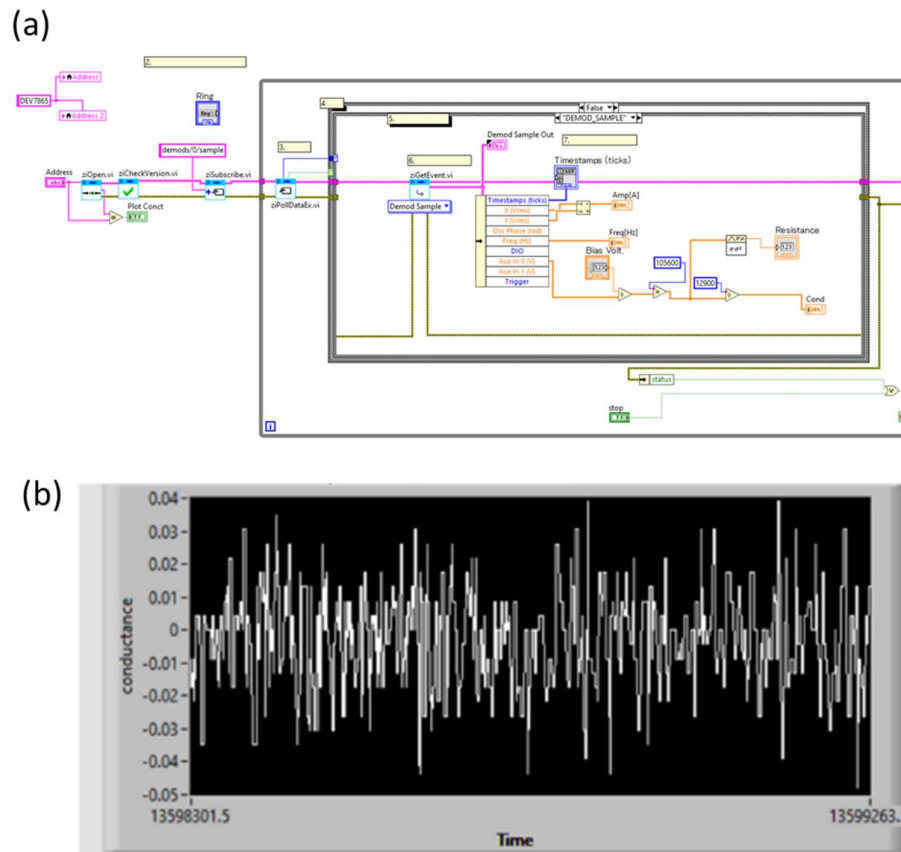 (a)
2.
Address
DEV7865
Address 2
Ring
Ring
4
False
5.
"DEMOD_SAMPLE"
demods/0/sample
3.
Demod Sample Out
7.
6.
Timestamps (ticks)
Address
ziOpen.vi
ziCheckVersion.vi
ziSubscribe.vi
ziGetEvent.vi
ziPollDataEx.vi
Plot Conct
Demod Sample
Timestamps (ticks)
X (Vrms)
Y (Vrms)
Osc Phase (rad)
Freq (Hz)
DIO
Aux In 0 (V)
Aux In 1 (V)
Trigger
Amp[A]
Freq[Hz]
Bias Volt.
Resistance
105600
12900
Cond
status
stop
i
(b)
0.04
0.03
0.02
0.01
0
-0.01
-0.02
-0.03
-0.04
-0.05
conductance
13598301.5
13599263.
Time